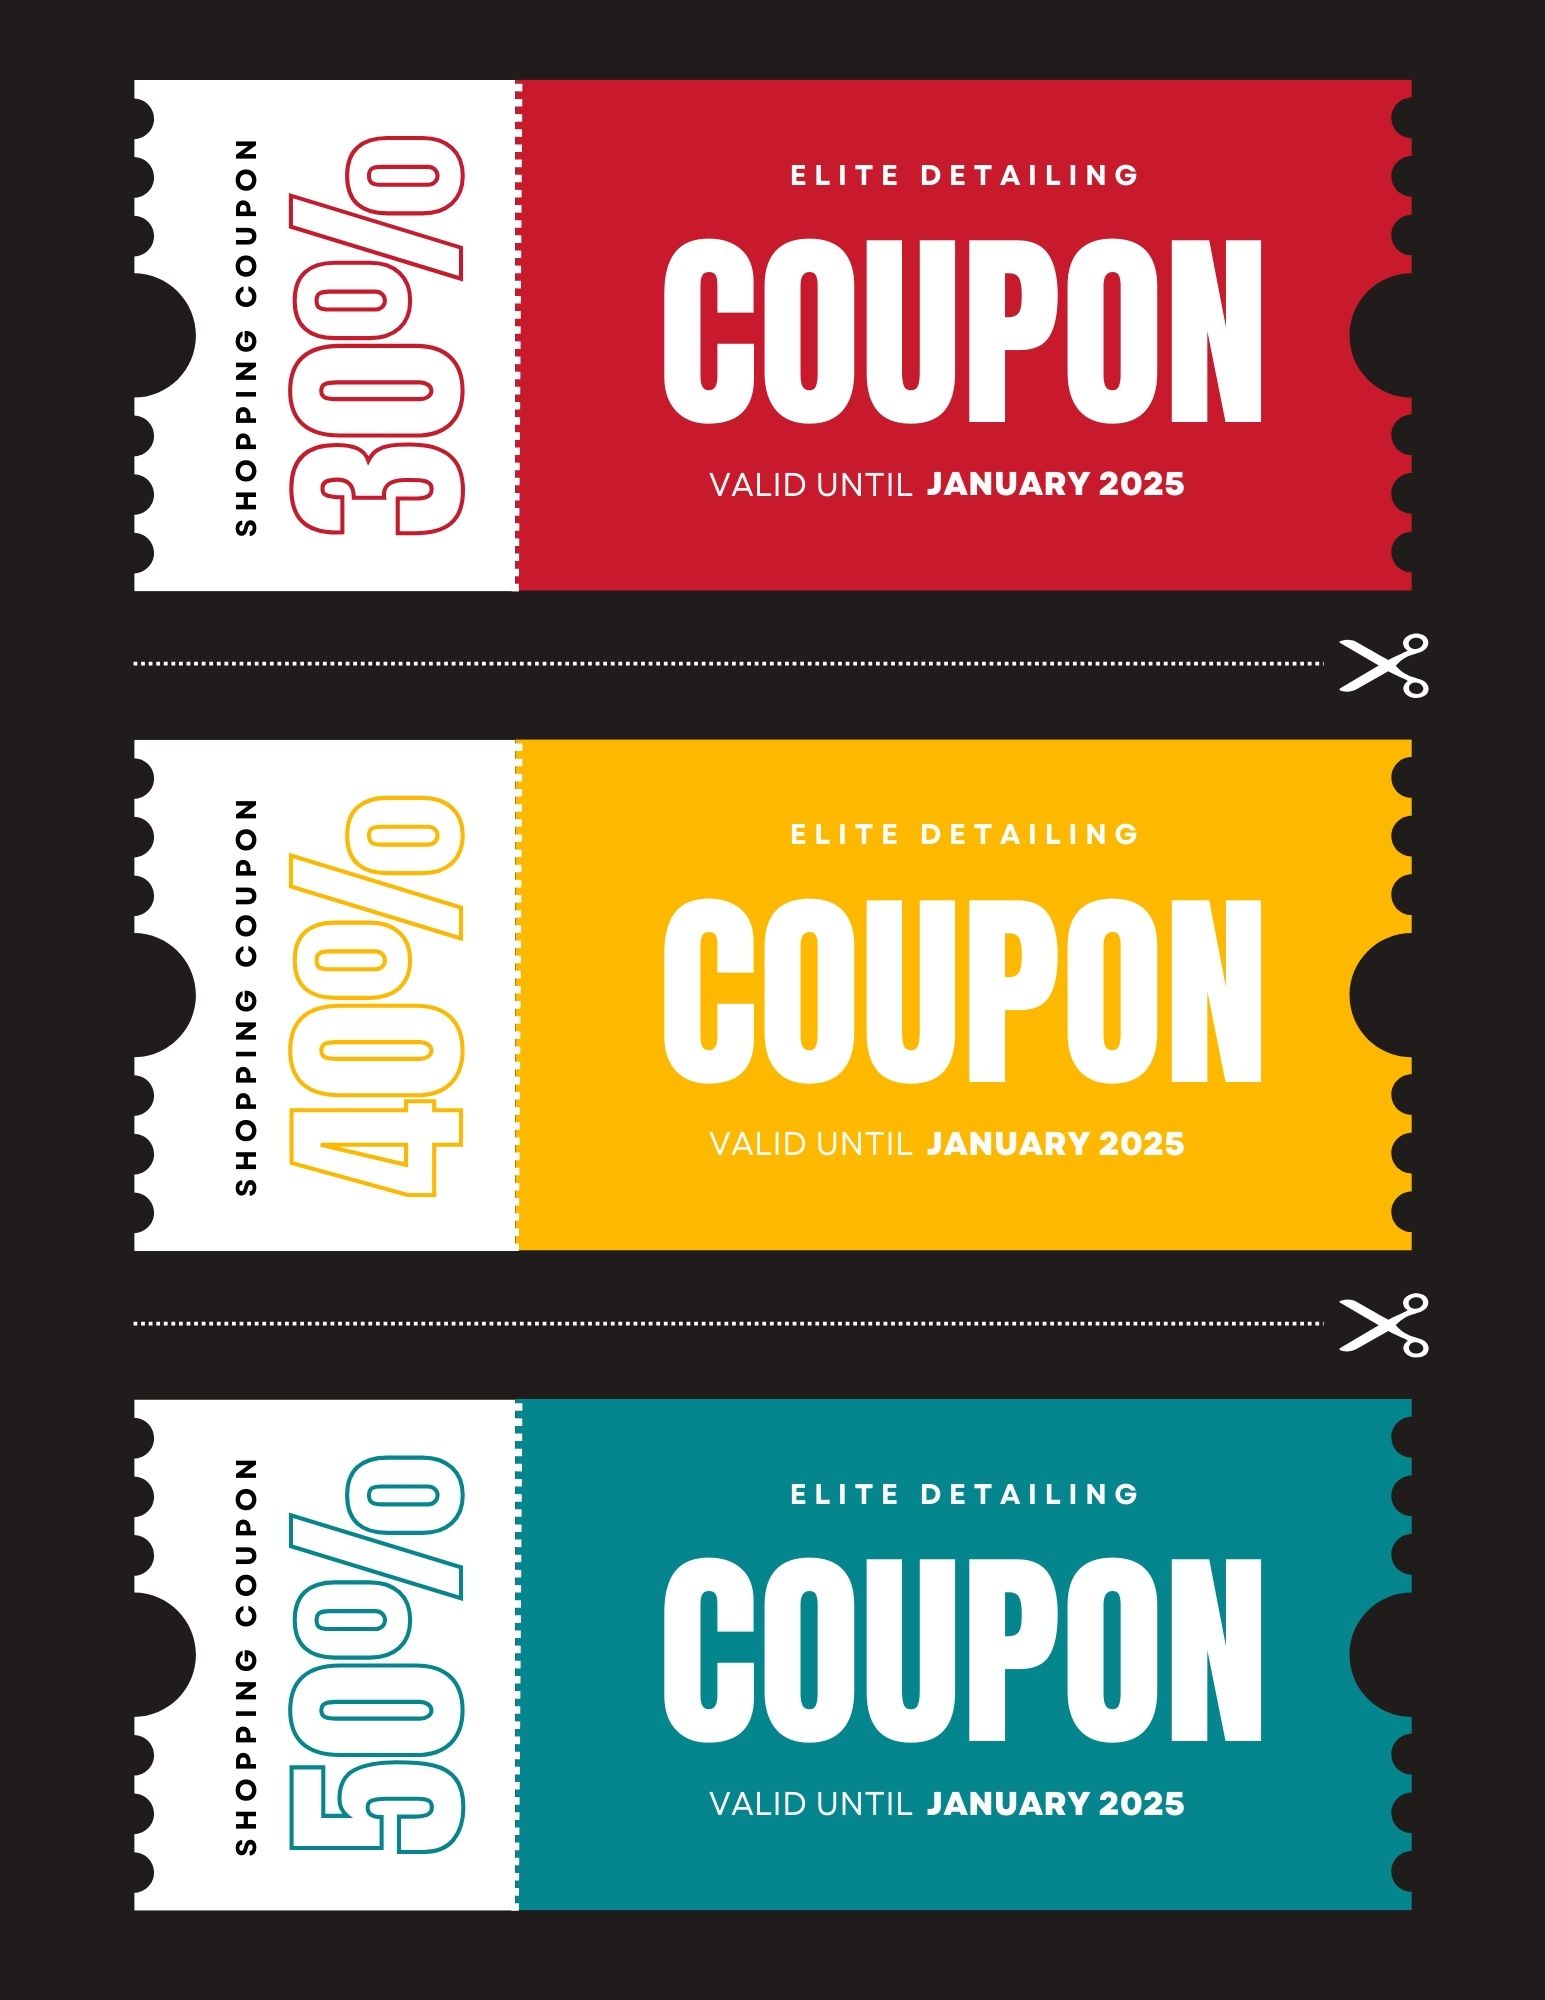 SHOPPING COUPON
30%
ELITE DETAILING
COUPON
VALID UNTIL JANUARY 2025
SHOPPING COUPON
40%
ELITE DETAILING
COUPON
VALID UNTIL JANUARY 2025
SHOPPING COUPON
50%
ELITE DETAILING
COUPON
VALID UNTIL JANUARY 2025